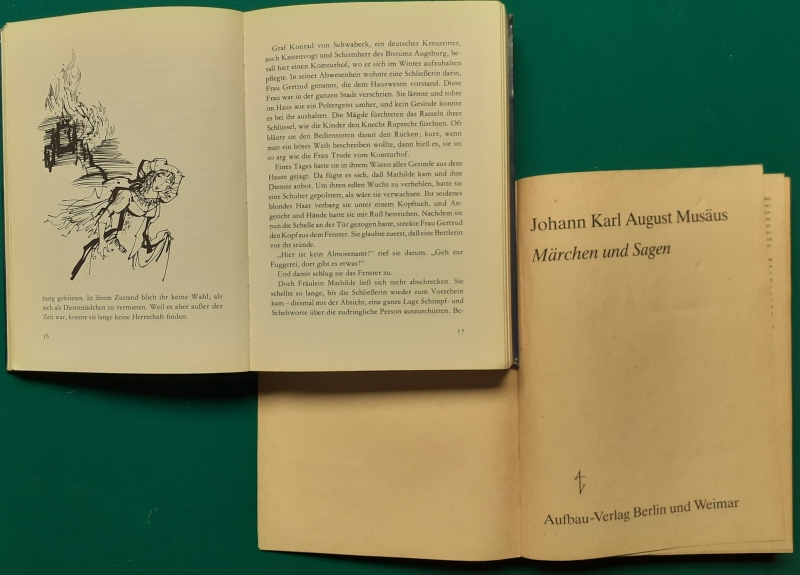 burg geleiteten. In ihrem Zustand blieb ihr keine Wahl, als
sich als Dienstmädchen zu vermieten. Weil es aber außer der
Zeit war, konnte sie lange keine Herrschaft finden.
56
Graf Konrad von Schwabeck, ein deutscher Kreuzritter,
auch Kastenvogt und Schirmherr des Bistums Augsburg, be-
saß hier einen Komturhof, wo er sich im Winter aufzuhalten
pflegte. In seiner Abwesenheit wohnte eine Schließerin darin,
Frau Gertrud genannt, die dem Hauswesen vorstand. Diese
Frau war in der ganzen Stadt verschrien. Sie lärmte und tobte
im Haus wie ein Poltergeist umher, und kein Gesinde konnte
es bei ihr aushalten. Die Mägde fürchteten das Rasseln ihrer
Schlüssel, wie die Kinder den Knecht Ruprecht fürchten. Oft
bläute sie den Bediensteten damit den Rücken; kurz, wenn
man ein böses Weib beschreiben wollte, dann hieß es, sie sei
so arg wie die Frau Trude vom Komturhof.
Eines Tages hatte sie in ihrem Wüten alles Gesinde aus dem
Hause gejagt. Da fügte es sich, daß Mathilde kam und ihre
Dienste anbot. Um ihren edlen Wuchs zu verhehlen, hatte sie
eine Schulter gepolstert, als wäre sie verwachsen. Ihr seidenes
blondes Haar verbarg sie unter einem Kopftuch, und An-
gesicht und Hände hatte sie mit Ruß bestrichen. Nachdem sie
nun die Schelle an der Tür gezogen hatte, steckte Frau Gertrud
den Kopf aus dem Fenster. Sie glaubte zuerst, daß eine Bettlerin
vor ihr stünde.
„Hier ist kein Almosenamt!“ rief sie darum. „Geh zur
Fuggerei, dort gibt es etwas!“
Und damit schlug sie das Fenster zu.
Doch Fräulein Mathilde ließ sich nicht abschrecken. Sie
schellte so lange, bis die Schließerin wieder zum Vorschein
kam – diesmal mit der Absicht, eine ganze Lage Schimpf- und
Scheltworte über die zudringliche Person auszuschütten. Be-
57
Johann Karl August Musäus
Märchen und Sagen
Aufbau-Verlag Berlin und Weimar